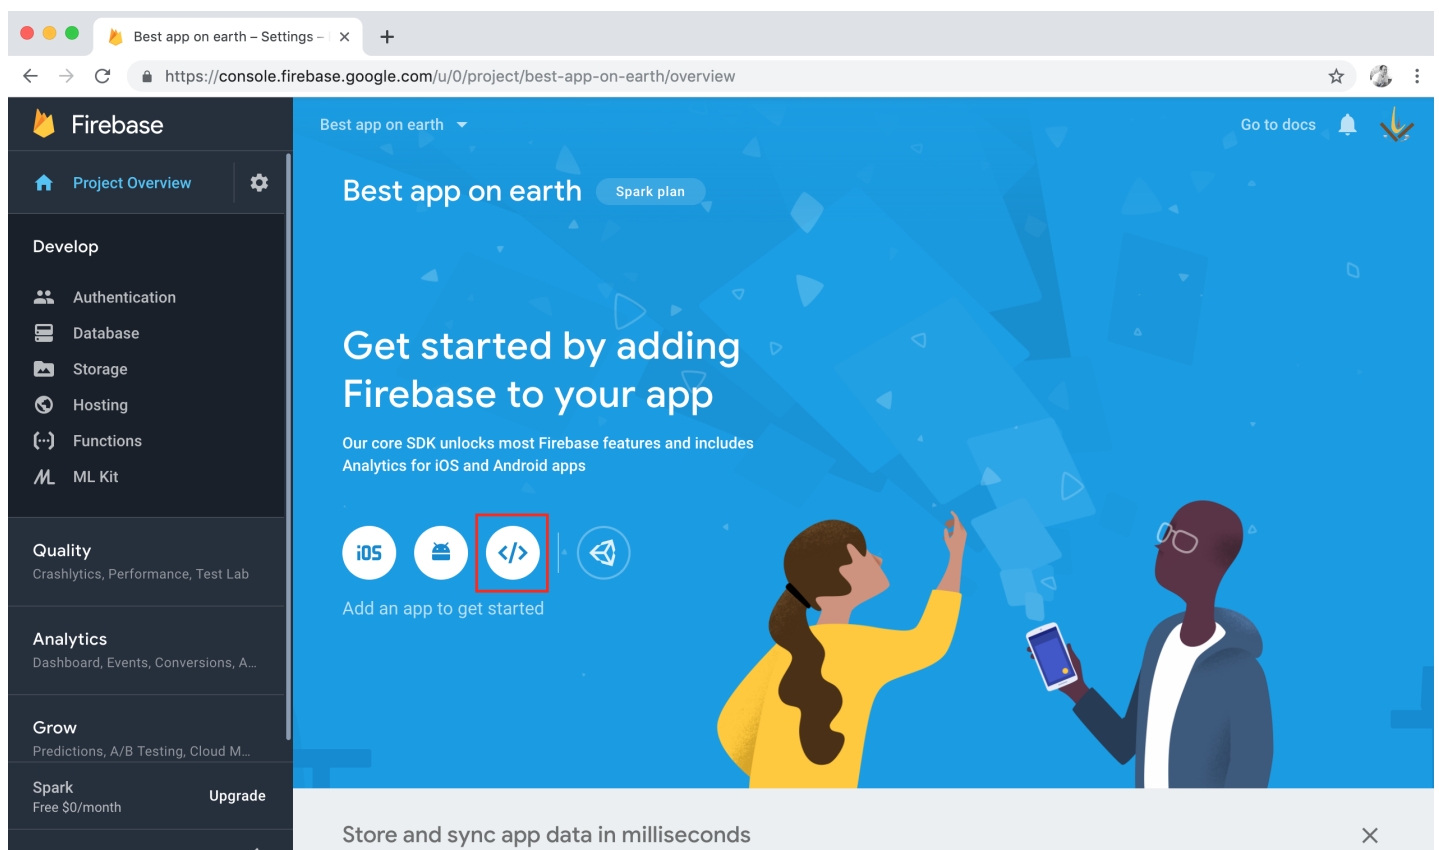 Best app on earth – Settings –
https://console.firebase.google.com/u/0/project/best-app-on-earth/overview
Firebase
Project Overview
Develop
Authentication
Database
Storage
Hosting
Functions
ML Kit
Quality
Crashlytics, Performance, Test Lab
Analytics
Dashboard, Events, Conversions, A...
Grow
Predictions, A/B Testing, Cloud M...
Spark
Free $0/month
Upgrade
Best app on earth
Go to docs
Best app on earth
Spark plan
Get started by adding
Firebase to your app
Our core SDK unlocks most Firebase features and includes
Analytics for iOS and Android apps
iOS
</>
Add an app to get started
Store and sync app data in milliseconds